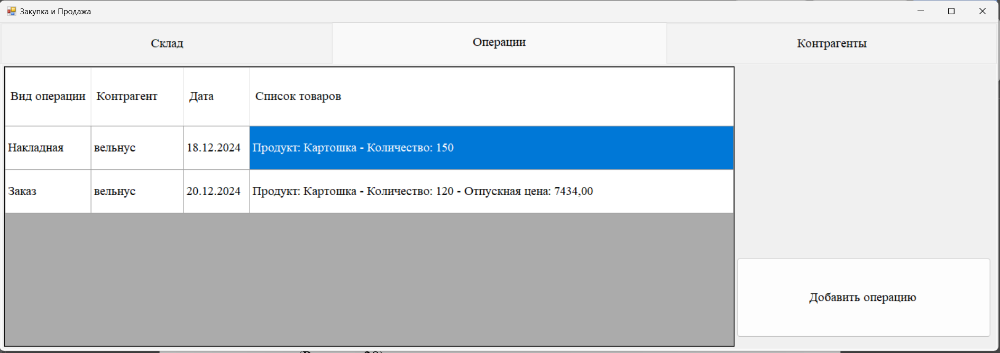 Закупка и Продажа
Склад Операции Контрагенты
Вид операции Контрагент Дата Список товаров
Накладная вельнус 18.12.2024 Продукт: Картошка - Количество: 150
Заказ вельнус 20.12.2024 Продукт: Картошка - Количество: 120 - Отпускная цена: 7434,00
Добавить операцию